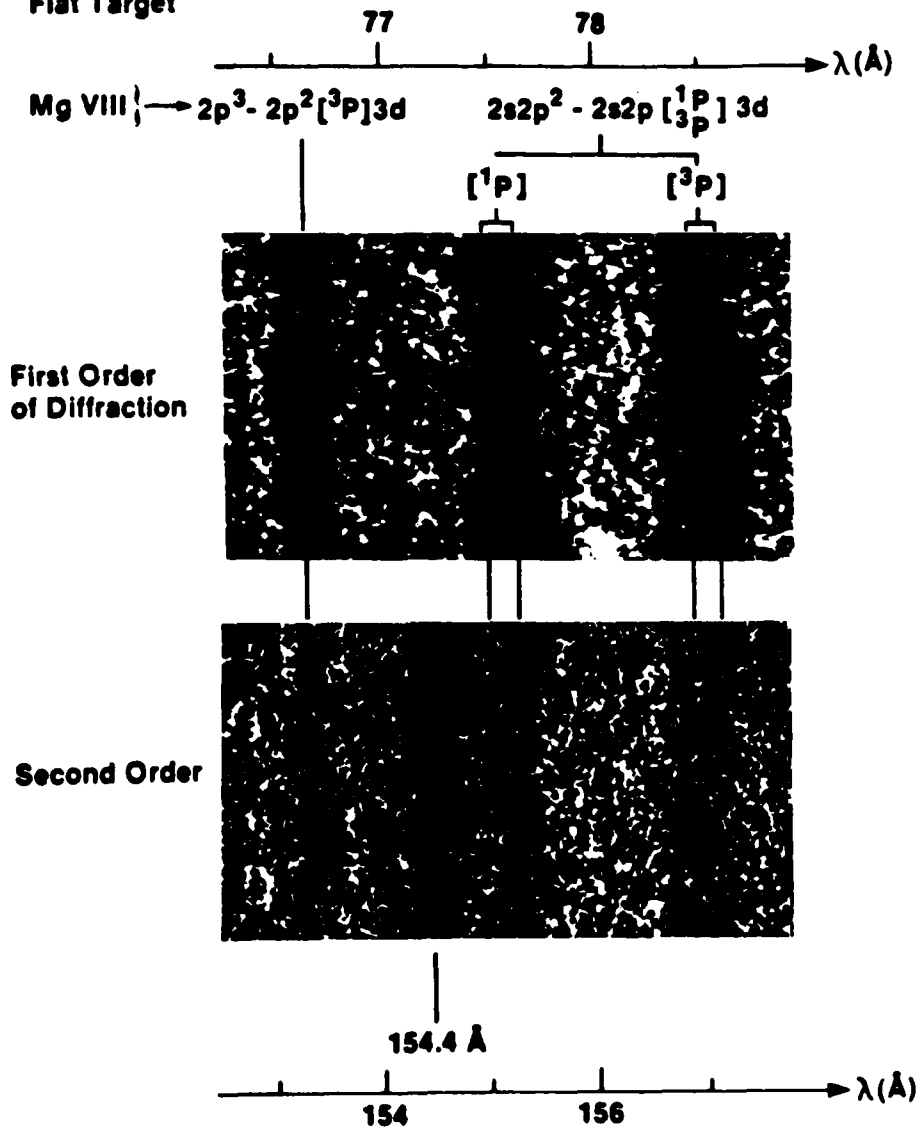 Flat Target
77 78
λ(Å)
Mg VIII } → 2p³ - 2p² [³P]3d 2s2p² - 2s2p [¹P ³P] 3d
[¹P] [³P]
First Order
of Diffraction
Second Order
154.4 Å
λ(Å)
154 156